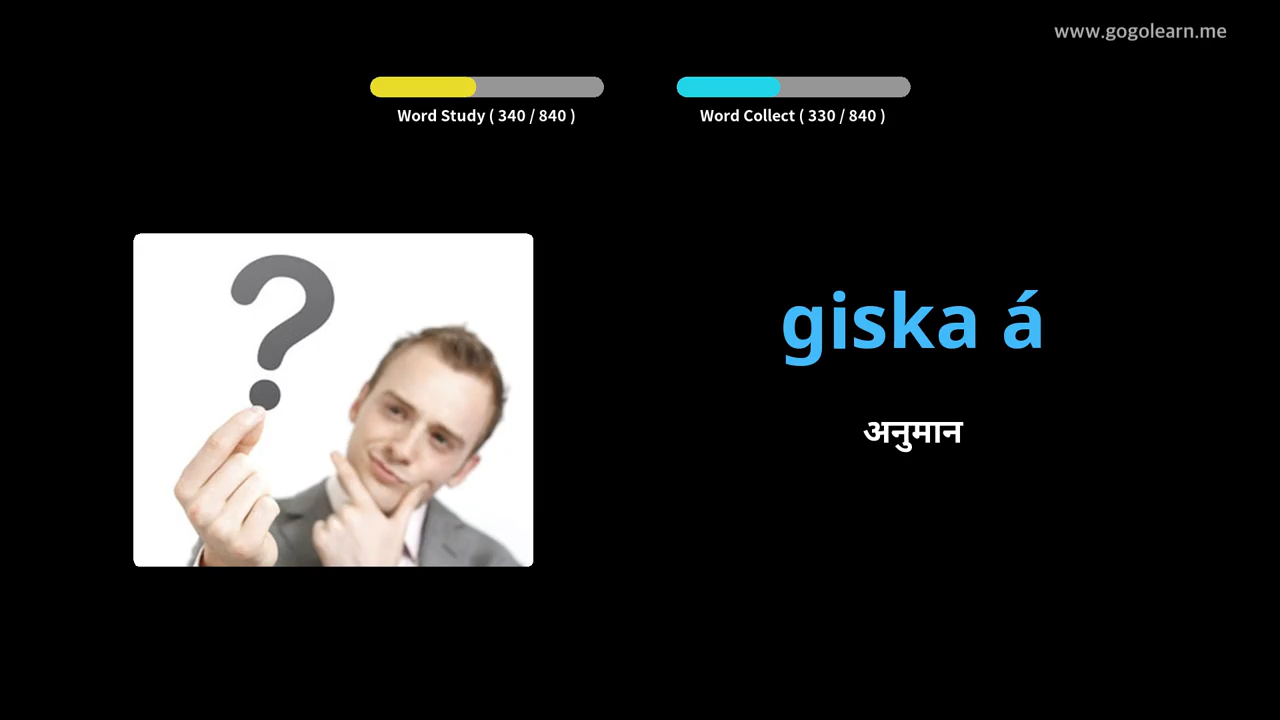 www.gogolearn.me
Word Study ( 340 / 840 )
Word Collect ( 330 / 840 )
?
giska á
अनुमान